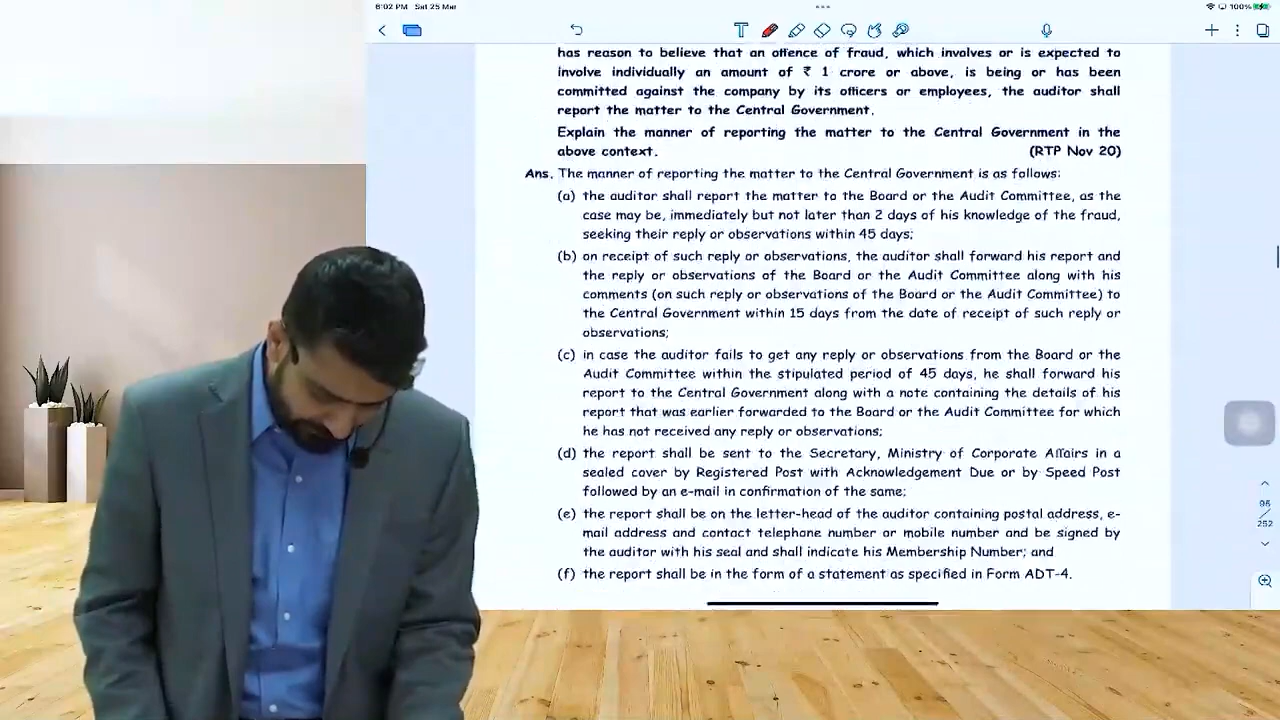 6:02 PM Sat 25 Mar
100%
has reason to believe that an offence of fraud, which involves or is expected to
involve individually an amount of ₹ 1 crore or above, is being or has been
committed against the company by its officers or employees, the auditor shall
report the matter to the Central Government.
Explain the manner of reporting the matter to the Central Government in the
above context. (RTP Nov 20)
Ans. The manner of reporting the matter to the Central Government is as follows:
(a) the auditor shall report the matter to the Board or the Audit Committee, as the
case may be, immediately but not later than 2 days of his knowledge of the fraud,
seeking their reply or observations within 45 days;
(b) on receipt of such reply or observations, the auditor shall forward his report and
the reply or observations of the Board or the Audit Committee along with his
comments (on such reply or observations of the Board or the Audit Committee) to
the Central Government within 15 days from the date of receipt of such reply or
observations;
(c) in case the auditor fails to get any reply or observations from the Board or the
Audit Committee within the stipulated period of 45 days, he shall forward his
report to the Central Government along with a note containing the details of his
report that was earlier forwarded to the Board or the Audit Committee for which
he has not received any reply or observations;
(d) the report shall be sent to the Secretary, Ministry of Corporate Affairs in a
sealed cover by Registered Post with Acknowledgement Due or by Speed Post
followed by an e-mail in confirmation of the same;
(e) the report shall be on the letter-head of the auditor containing postal address, e-
mail address and contact telephone number or mobile number and be signed by
the auditor with his seal and shall indicate his Membership Number; and
(f) the report shall be in the form of a statement as specified in Form ADT-4.
95
252